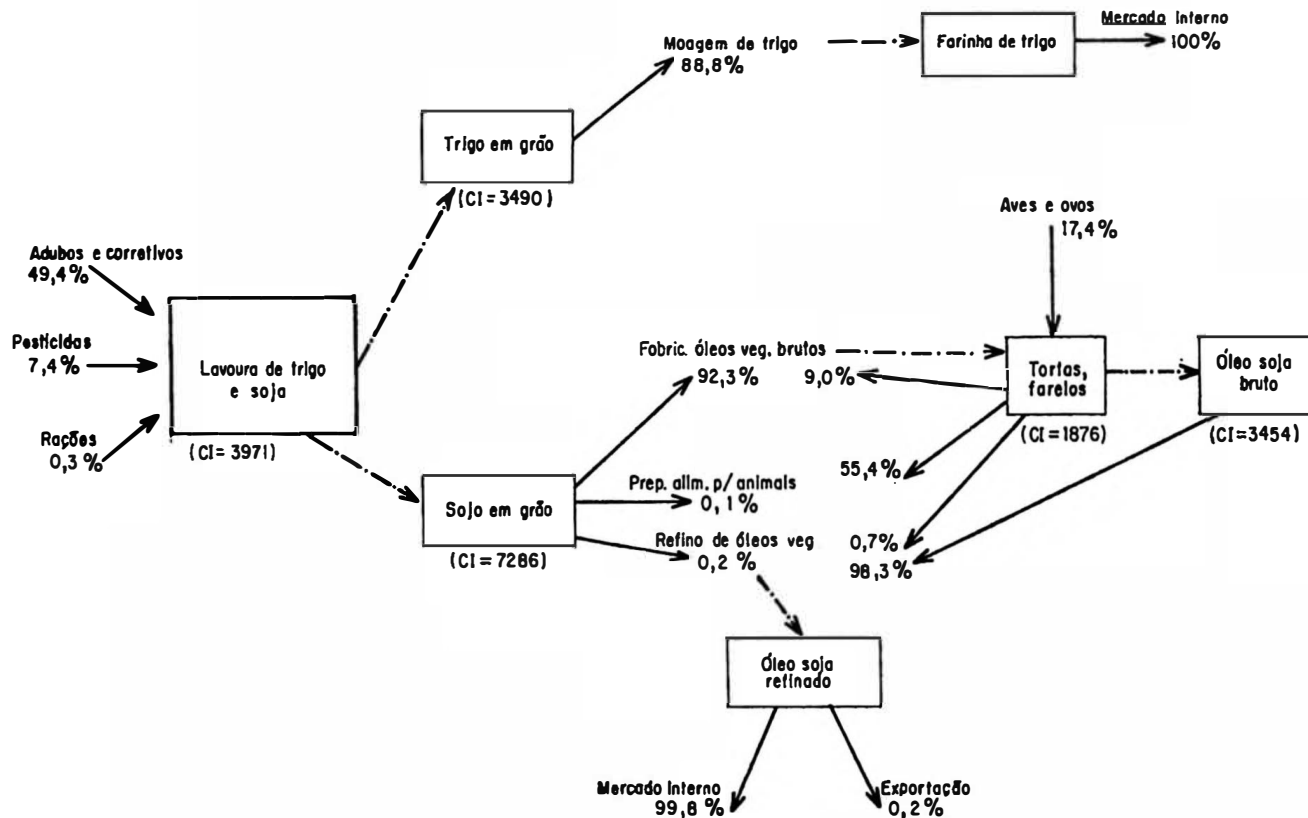 Mercado interno
100%
Moagem de trigo
88,8%
Farinha de trigo
Trigo em grão
(CI=3490)
Aves e ovos
17,4%
Adubos e corretivos
49,4%
Pesticidas
7,4%
Rações
0,3%
Lavoura de trigo
e soja
(CI=3971)
Fobric. óleos veg. brutos
92,3%
9,0%
Tortas,
farelos
(CI=1876)
Óleo soja
bruto
(CI=3454)
55,4%
Prep. alim. p/ animais
0,1%
Sojo em grão
(CI=7286)
Refino de óleos veg
0,2%
0,7%
98,3%
Óleo soja
refinado
Mercado interno
99,8%
Exportação
0,2%